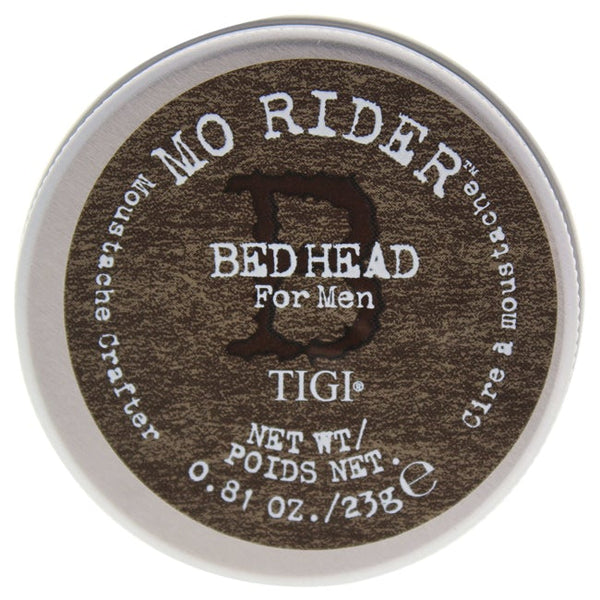 MO RIDER™
Moustache Crafter
Cire à moustache
B
BED HEAD
For Men
TIGI®
NET WT/
POIDS NET.
0.81 OZ./23g℮